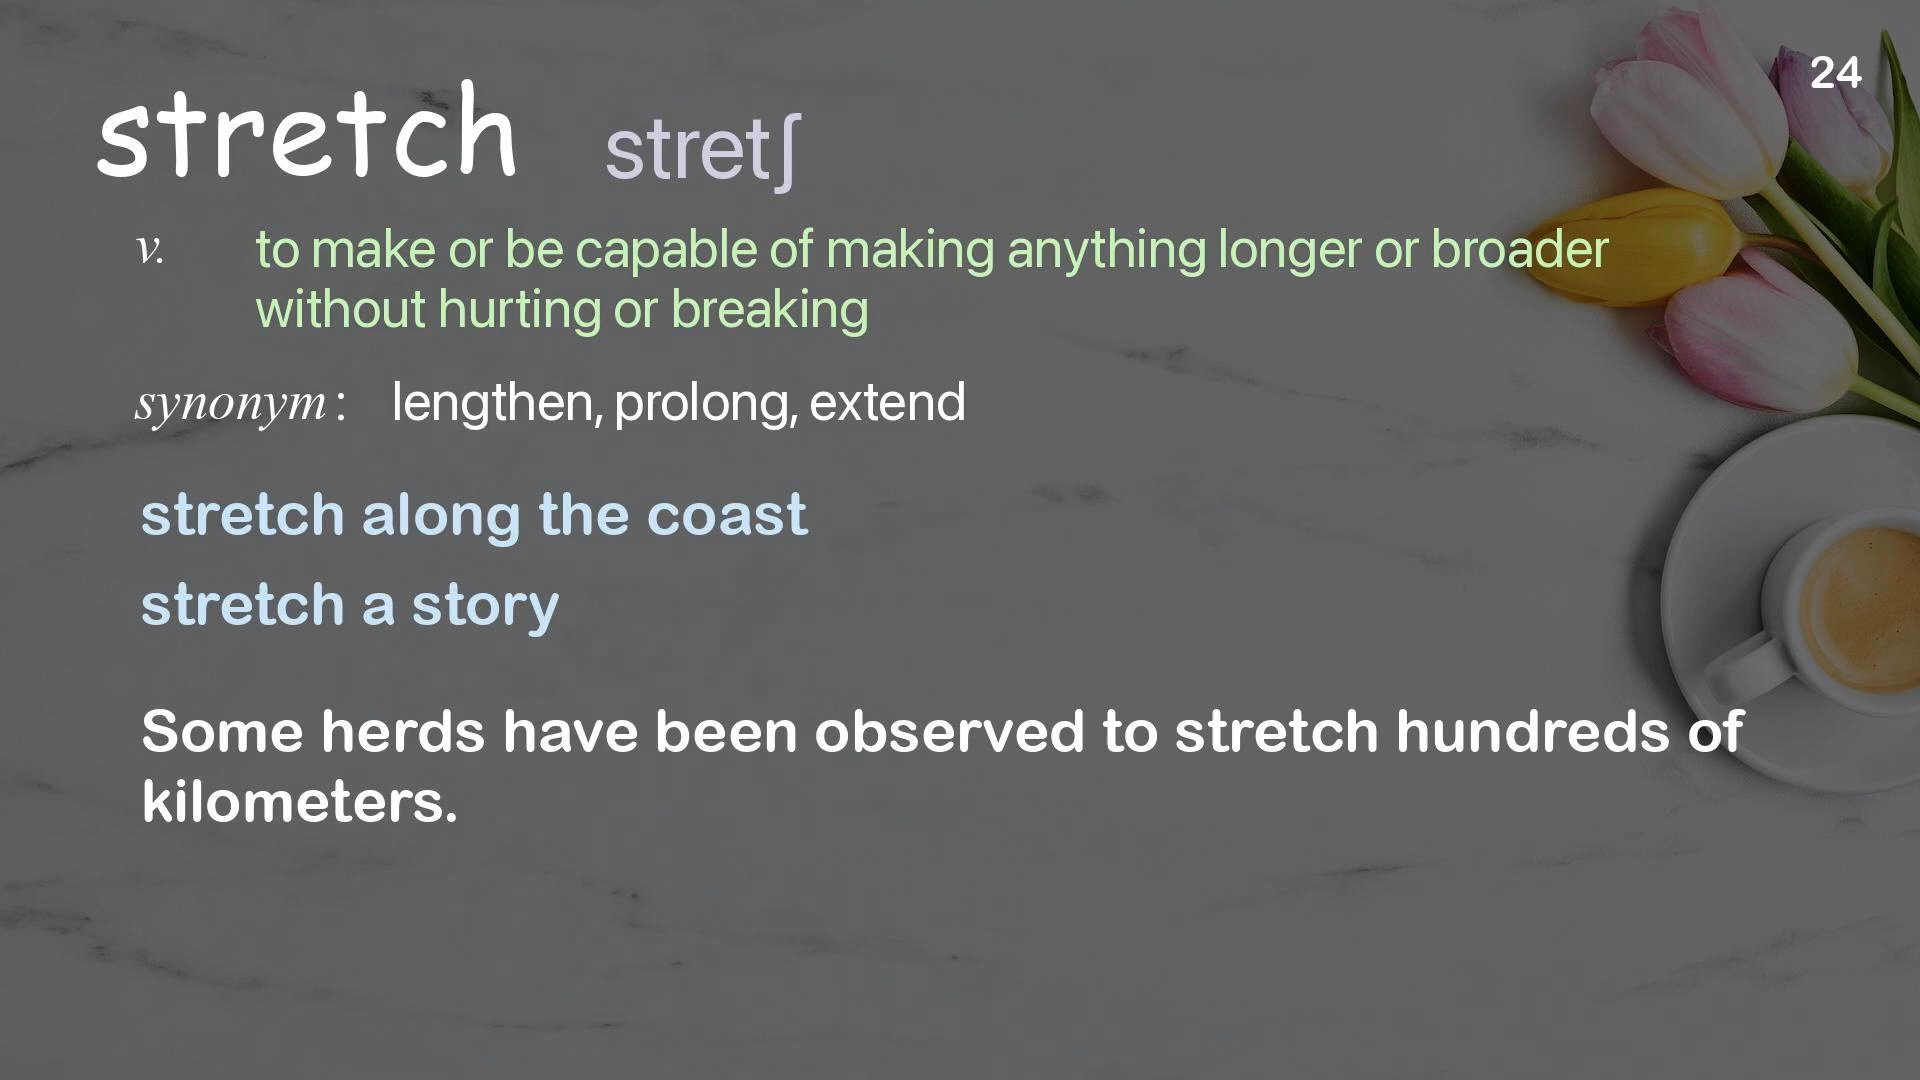 24
stretch stretʃ
v. to make or be capable of making anything longer or broader
without hurting or breaking
synonym: lengthen, prolong, extend
stretch along the coast
stretch a story
Some herds have been observed to stretch hundreds of
kilometers.